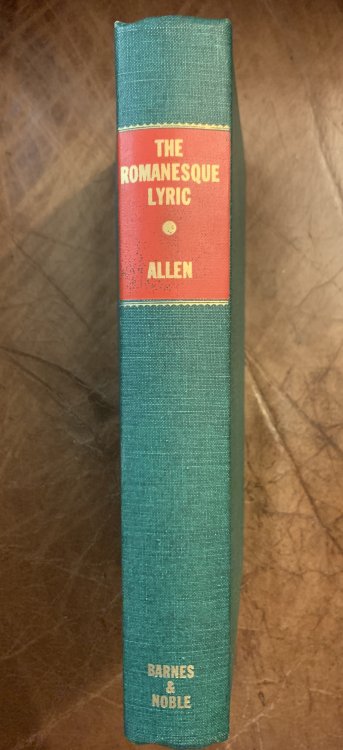 THE
ROMANESQUE
LYRIC
ALLEN
BARNES
&
NOBLE